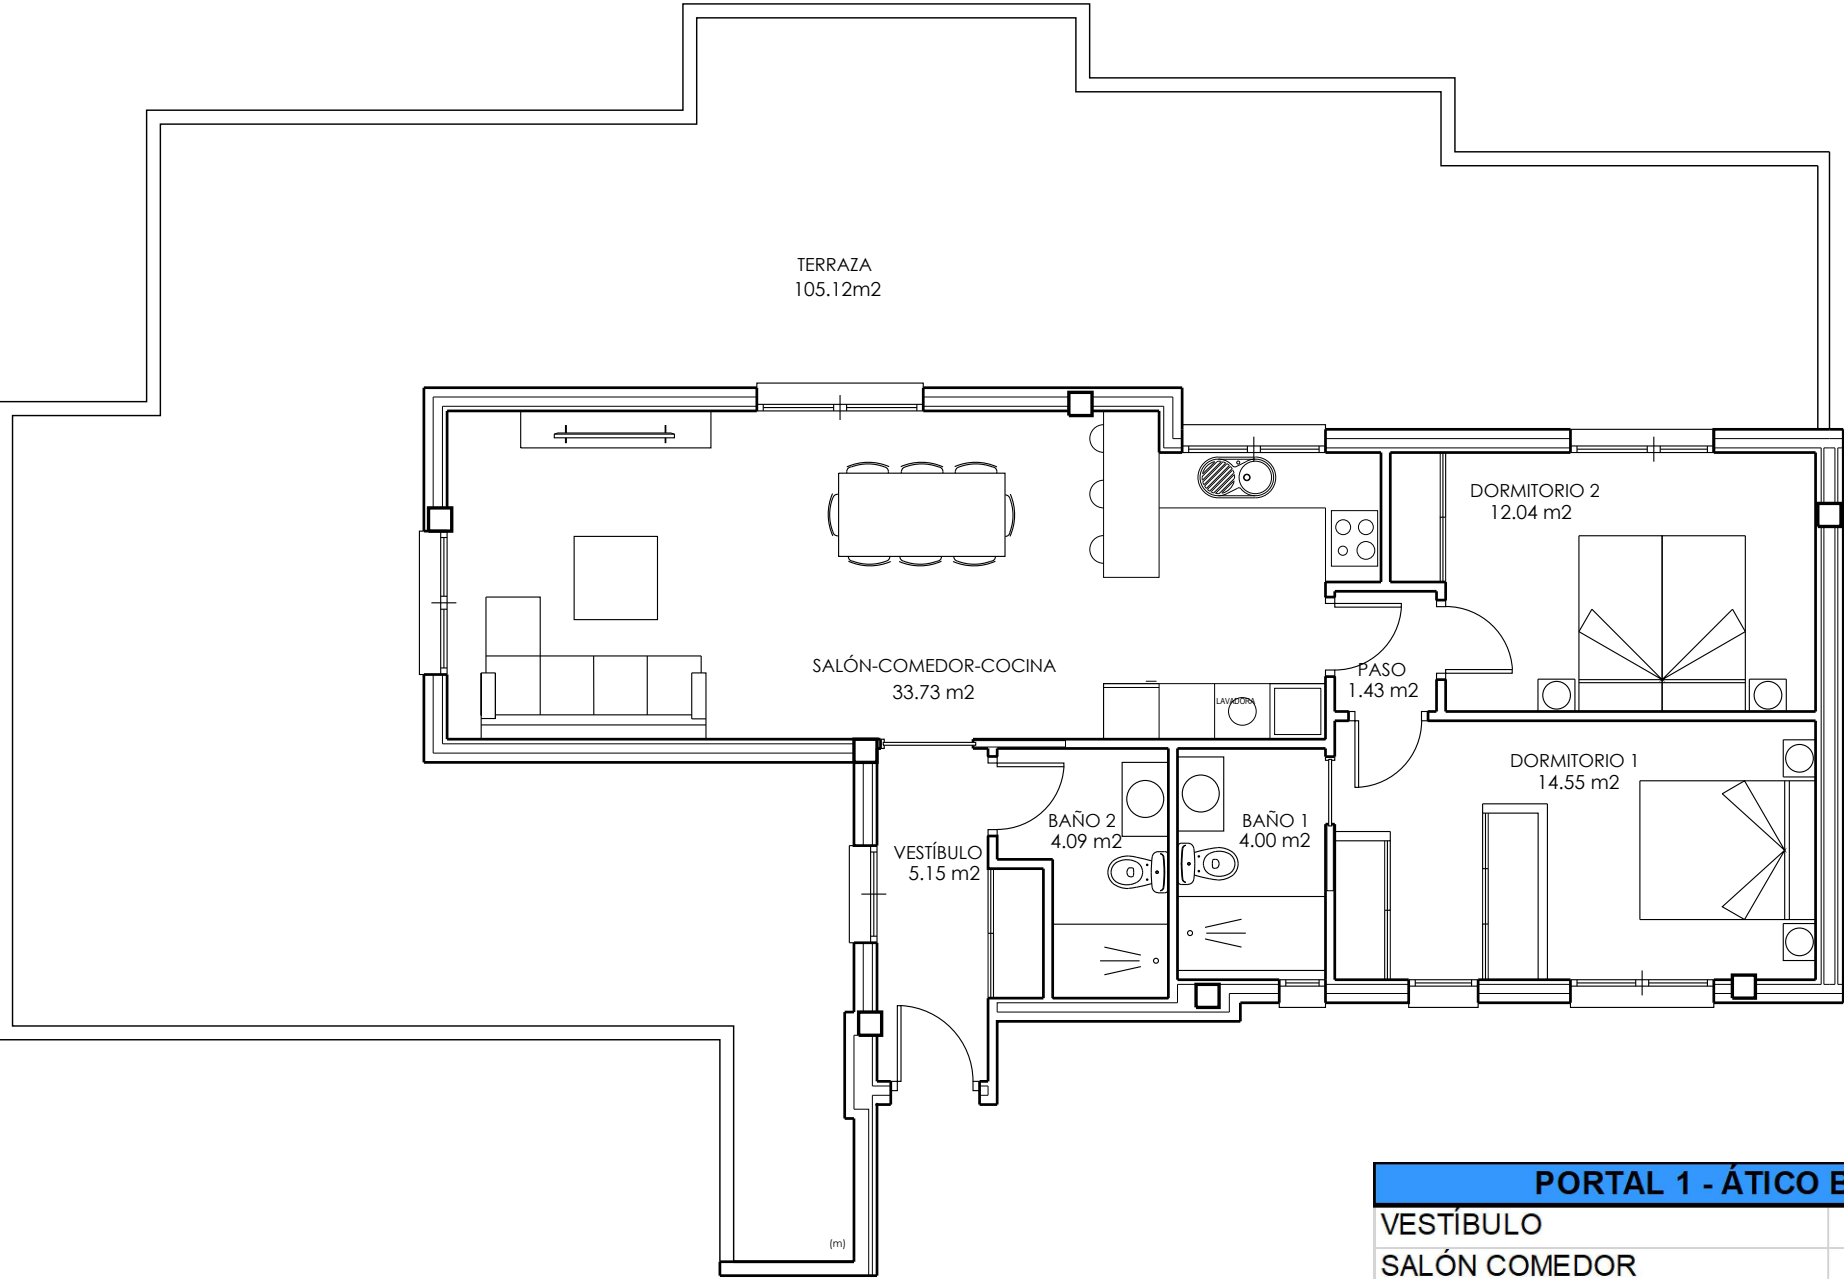 TERRAZA
105.12m2
DORMITORIO 2
12.04 m2
SALÓN-COMEDOR-COCINA
33.73 m2
PASO
1.43 m2
LAVADORA
DORMITORIO 1
14.55 m2
BAÑO 2
4.09 m2
BAÑO 1
4.00 m2
VESTÍBULO
5.15 m2
(m)
PORTAL 1 - ÁTICO B
VESTÍBULO
SALÓN COMEDOR